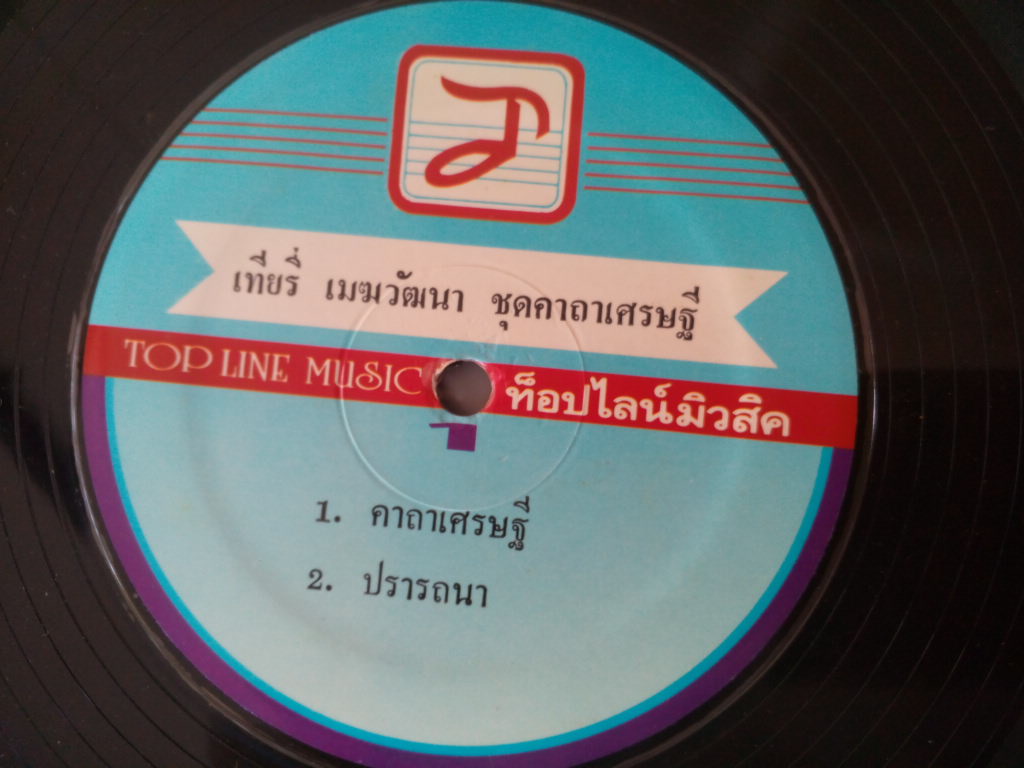 เทียรี่ เมฆวัฒนา ชุดคาถาเศรษฐี
TOP LINE MUSIC ท็อปไลน์มิวสิค
1. คาถาเศรษฐี
2. ปรารถนา